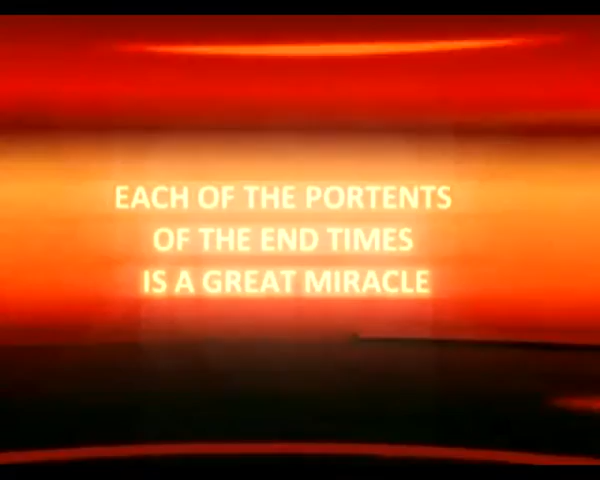 EACH OF THE PORTENTS
OF THE END TIMES
IS A GREAT MIRACLE